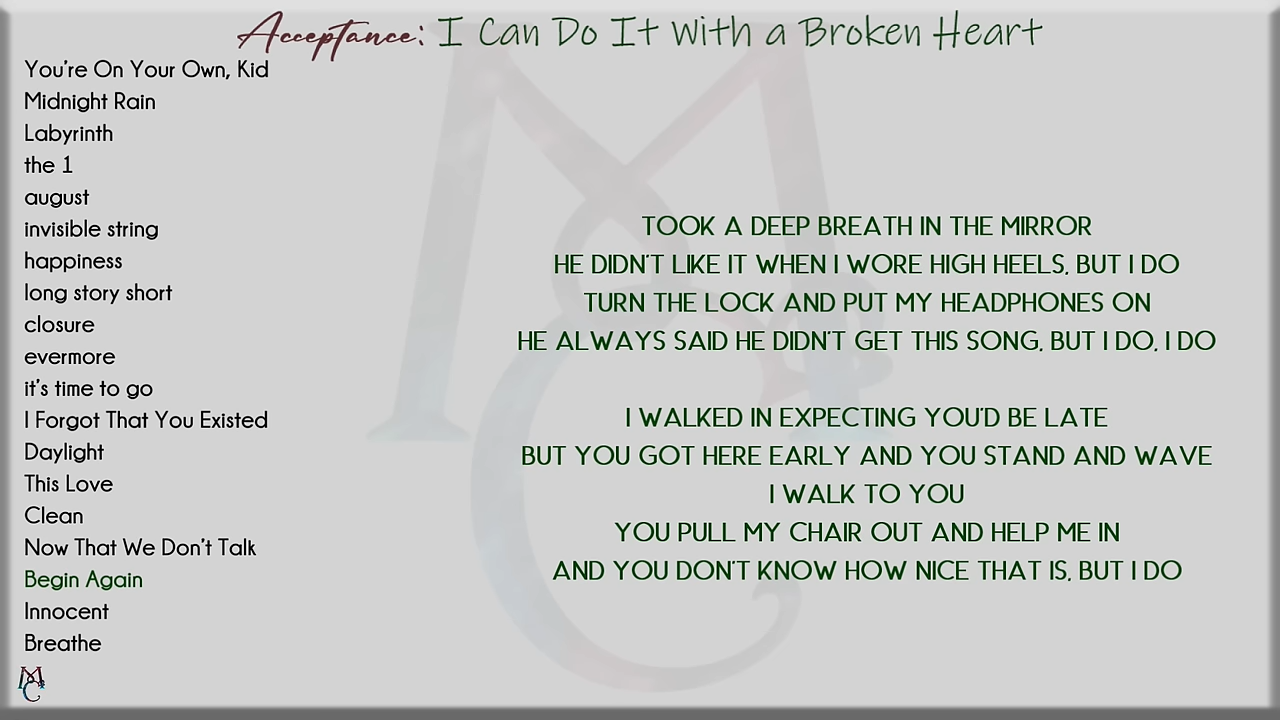 Acceptance: I Can Do It With a Broken Heart
You're On Your Own, Kid
Midnight Rain
Labyrinth
the 1
august
invisible string
happiness
long story short
closure
evermore
it's time to go
I Forgot That You Existed
Daylight
This Love
Clean
Now That We Don't Talk
Begin Again
Innocent
Breathe
TOOK A DEEP BREATH IN THE MIRROR
HE DIDN'T LIKE IT WHEN I WORE HIGH HEELS, BUT I DO
TURN THE LOCK AND PUT MY HEADPHONES ON
HE ALWAYS SAID HE DIDN'T GET THIS SONG, BUT I DO, I DO
I WALKED IN EXPECTING YOU'D BE LATE
BUT YOU GOT HERE EARLY AND YOU STAND AND WAVE
I WALK TO YOU
YOU PULL MY CHAIR OUT AND HELP ME IN
AND YOU DON'T KNOW HOW NICE THAT IS, BUT I DO